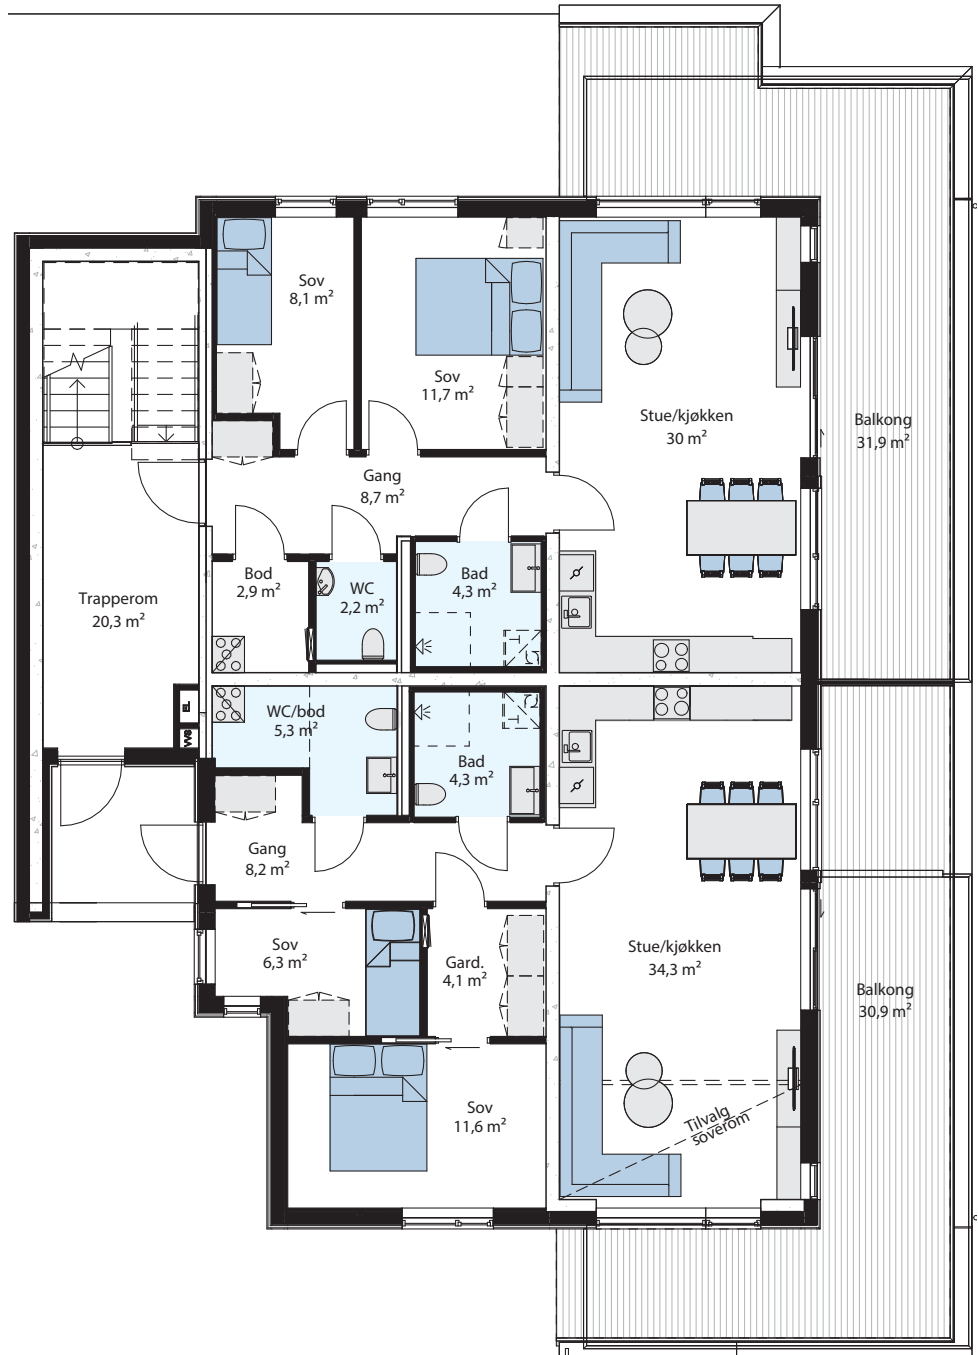 Sov
8,1 m²
Sov
11,7 m²
Stue/kjøkken
30 m²
Balkong
31,9 m²
Gang
8,7 m²
Trapperom
20,3 m²
Bod
2,9 m²
WC
2,2 m²
Bad
4,3 m²
EL
VVS
WC/bod
5,3 m²
Bad
4,3 m²
Gang
8,2 m²
Sov
6,3 m²
Gard.
4,1 m²
Stue/kjøkken
34,3 m²
Balkong
30,9 m²
Sov
11,6 m²
Tilvalg
soverom